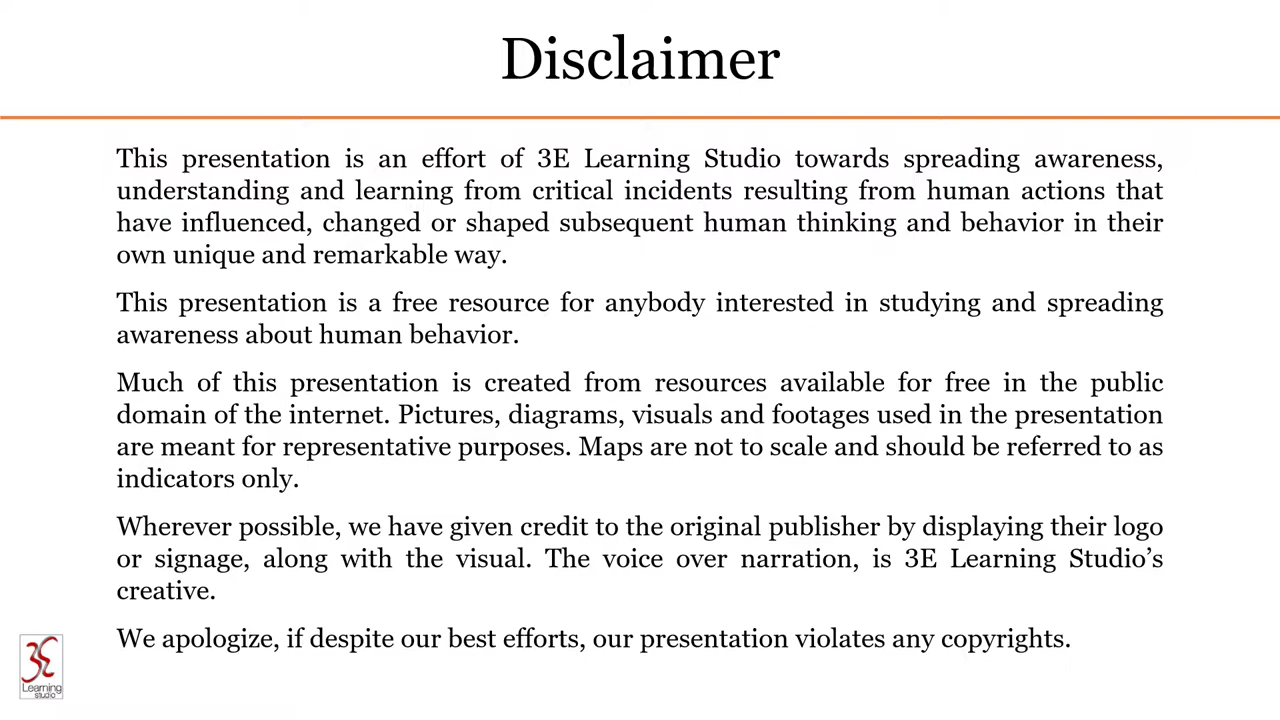 Disclaimer
This presentation is an effort of 3E Learning Studio towards spreading awareness,
understanding and learning from critical incidents resulting from human actions that
have influenced, changed or shaped subsequent human thinking and behavior in their
own unique and remarkable way.
This presentation is a free resource for anybody interested in studying and spreading
awareness about human behavior.
Much of this presentation is created from resources available for free in the public
domain of the internet. Pictures, diagrams, visuals and footages used in the presentation
are meant for representative purposes. Maps are not to scale and should be referred to as
indicators only.
Wherever possible, we have given credit to the original publisher by displaying their logo
or signage, along with the visual. The voice over narration, is 3E Learning Studio’s
creative.
We apologize, if despite our best efforts, our presentation violates any copyrights.
3E
Learning
studio